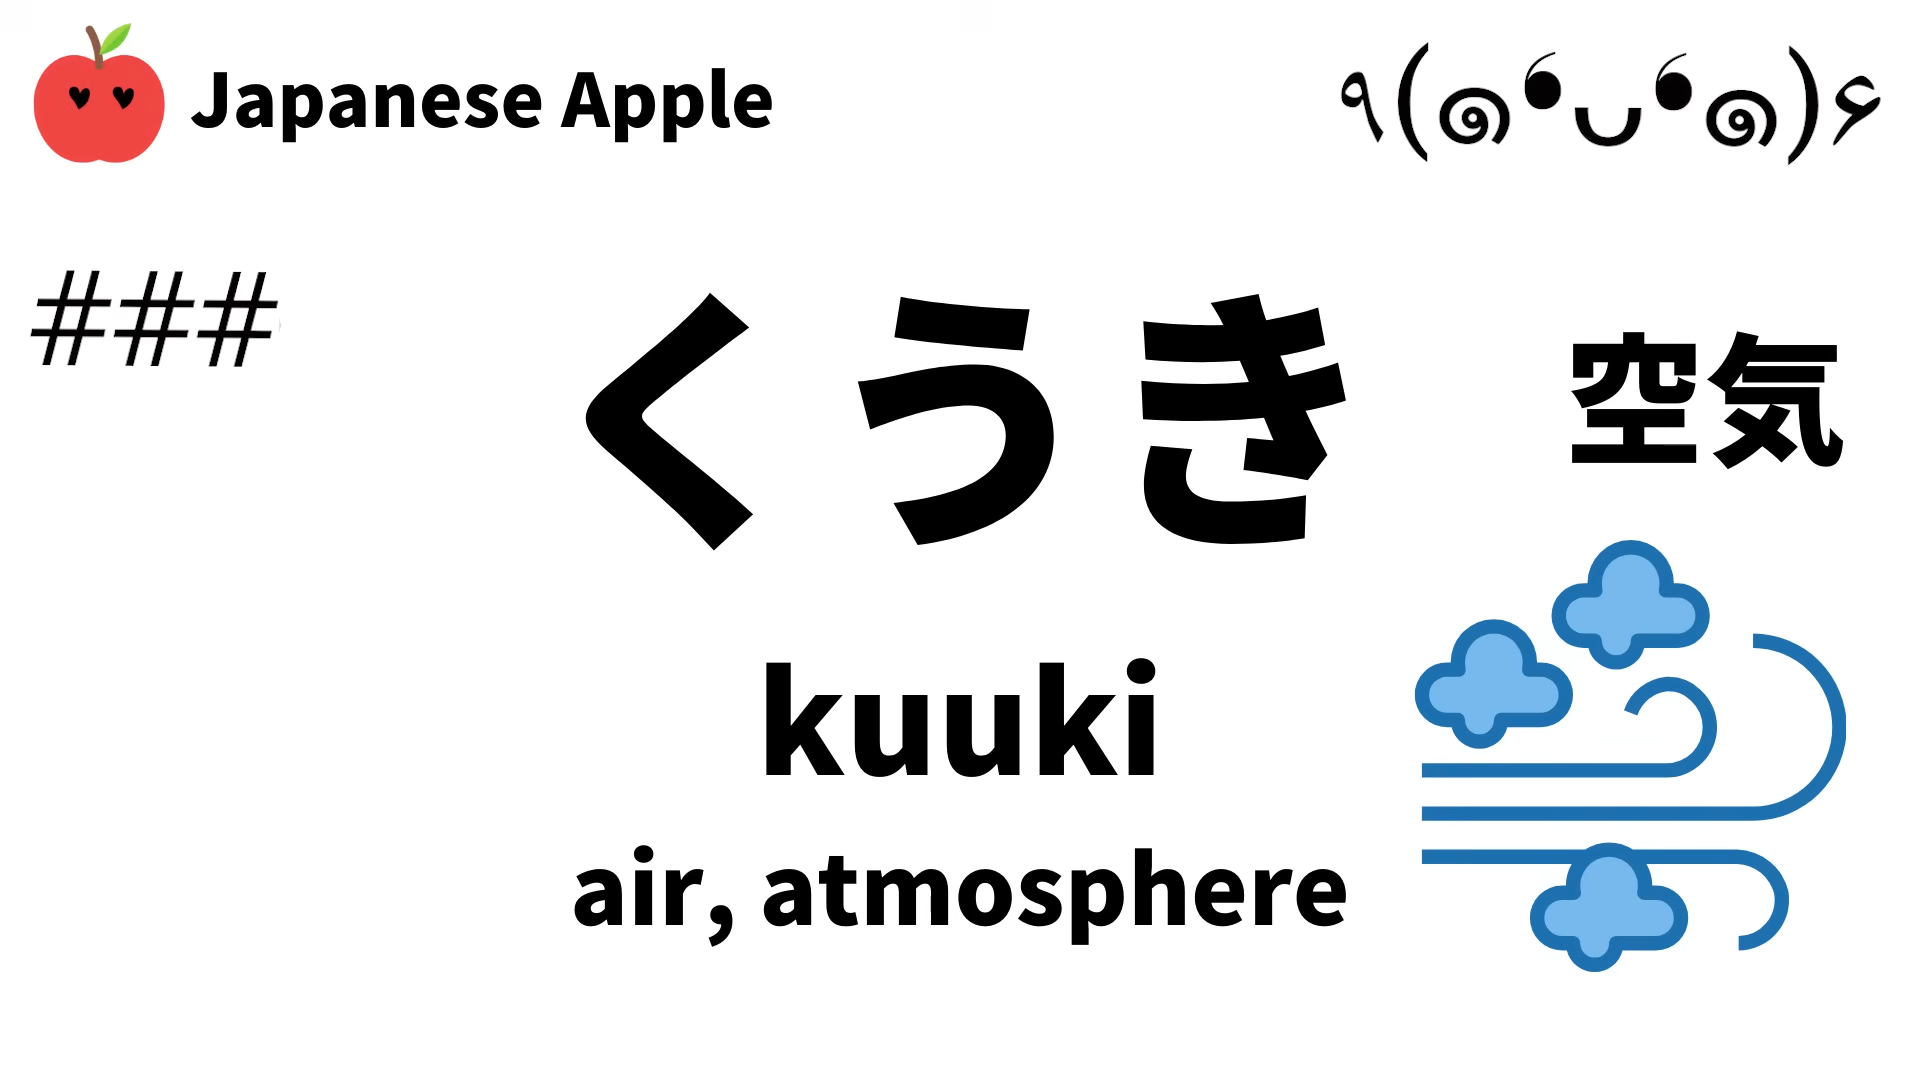 Japanese Apple
٩(๑❛ᴗ❛๑)۶
###
くうき
空気
kuuki
air, atmosphere